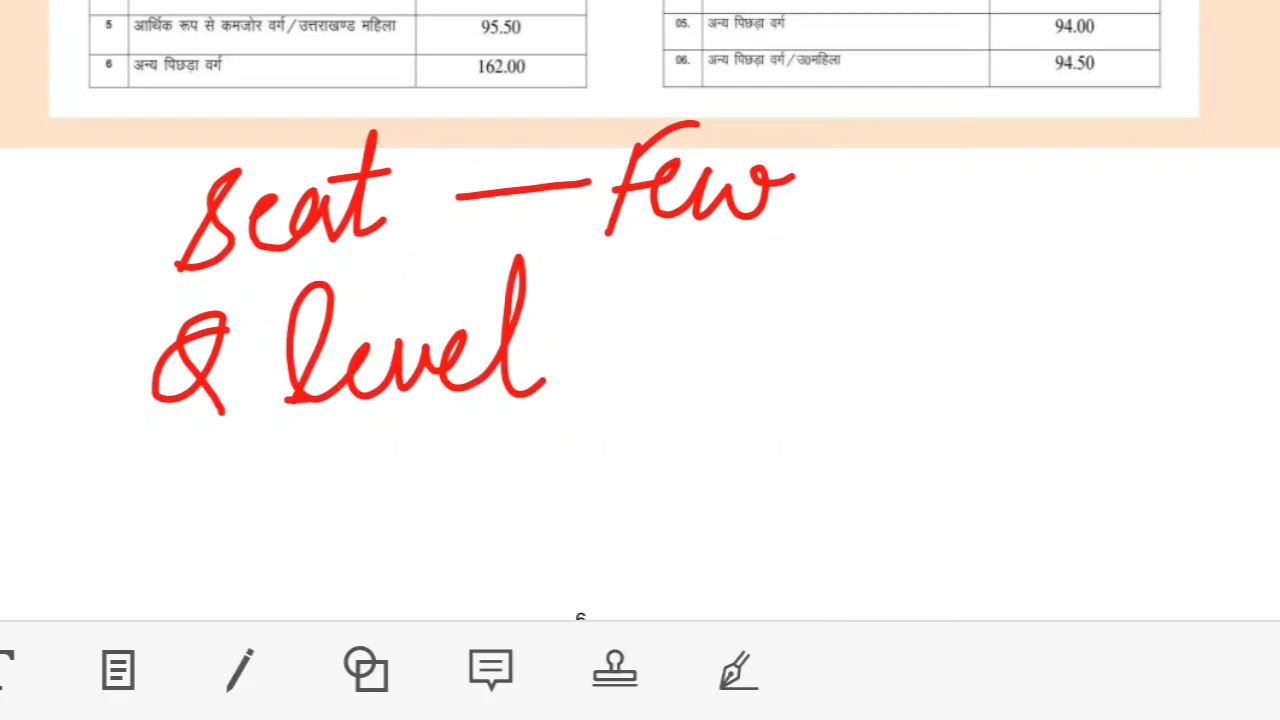 5 आर्थिक रूप से कमजोर वर्ग/उत्तराखण्ड महिला 95.50
6 अन्य पिछड़ा वर्ग 162.00
05. अन्य पिछड़ा वर्ग 94.00
06. अन्य पिछड़ा वर्ग/उ0महिला 94.50
Seat — Few
Q level